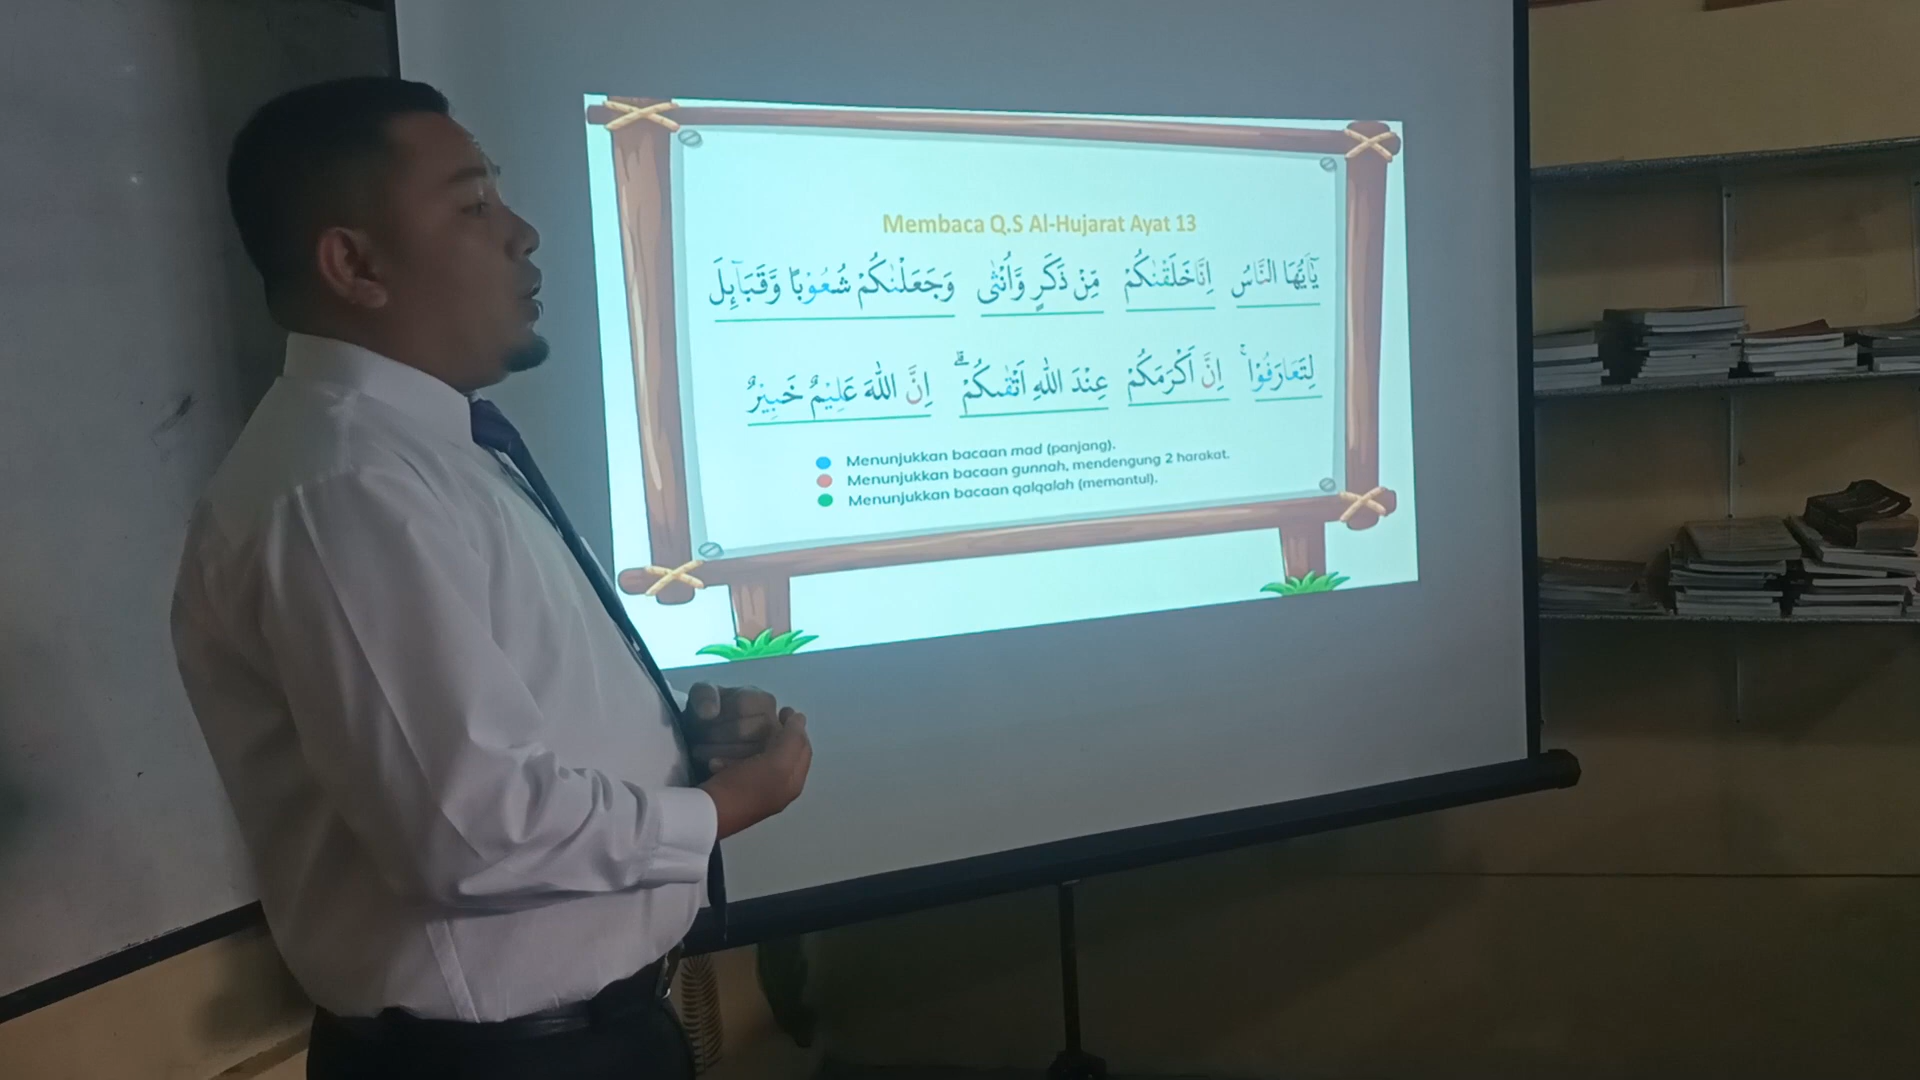 Membaca Q.S Al-Hujarat Ayat 13
يٰٓاَيُّهَا النَّاسُ اِنَّا خَلَقْنٰكُمْ مِّنْ ذَكَرٍ وَّاُنْثٰى وَجَعَلْنٰكُمْ شُعُوْبًا وَّقَبَاۤىِٕلَ
لِتَعَارَفُوْا ۚ اِنَّ اَكْرَمَكُمْ عِنْدَ اللّٰهِ اَتْقٰىكُمْ ۗ اِنَّ اللّٰهَ عَلِيْمٌ خَبِيْرٌ
Menunjukkan bacaan mad (panjang).
Menunjukkan bacaan gunnah, mendengung 2 harakat.
Menunjukkan bacaan qalqalah (memantul).